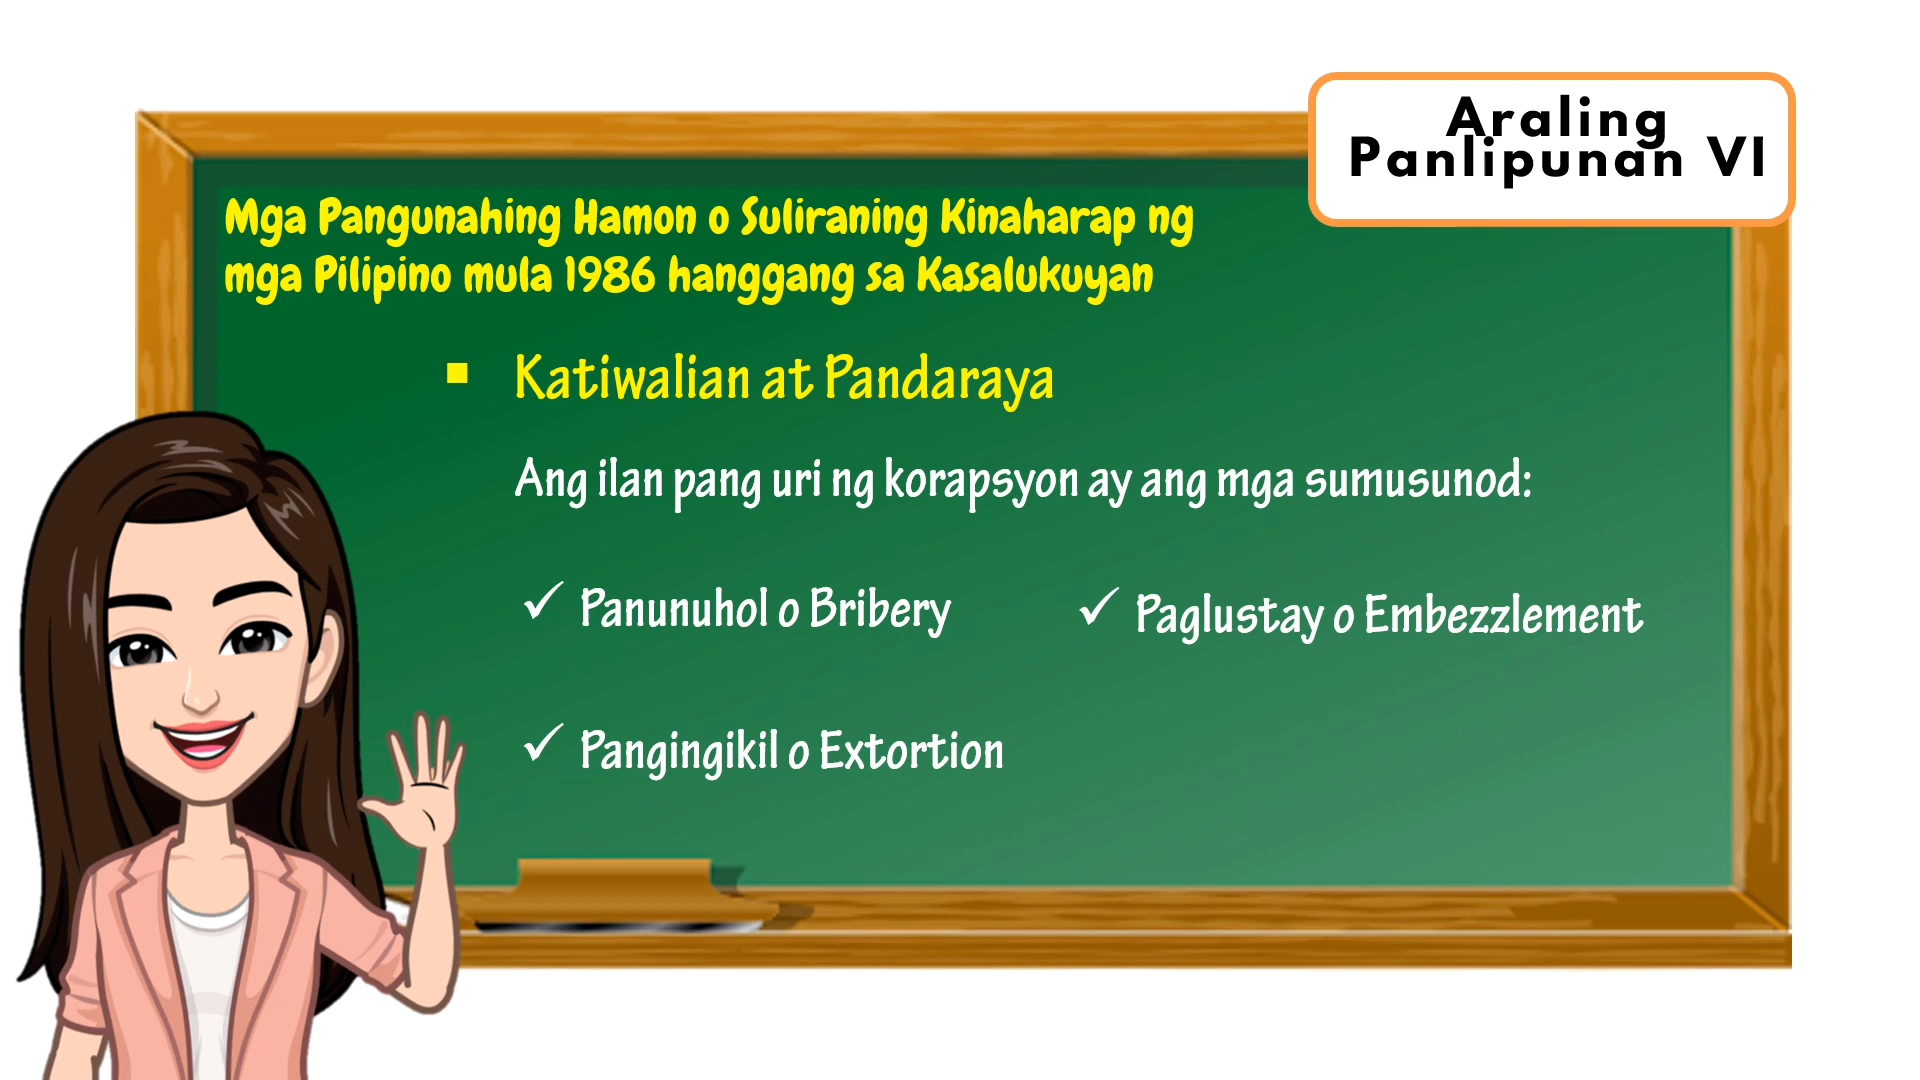 Araling
Panlipunan VI
Mga Pangunahing Hamon o Suliraning Kinaharap ng
mga Pilipino mula 1986 hanggang sa Kasalukuyan
▪ Katiwalian at Pandaraya
Ang ilan pang uri ng korapsyon ay ang mga sumusunod:
✓ Panunuhol o Bribery
✓ Paglustay o Embezzlement
✓ Pangingikil o Extortion